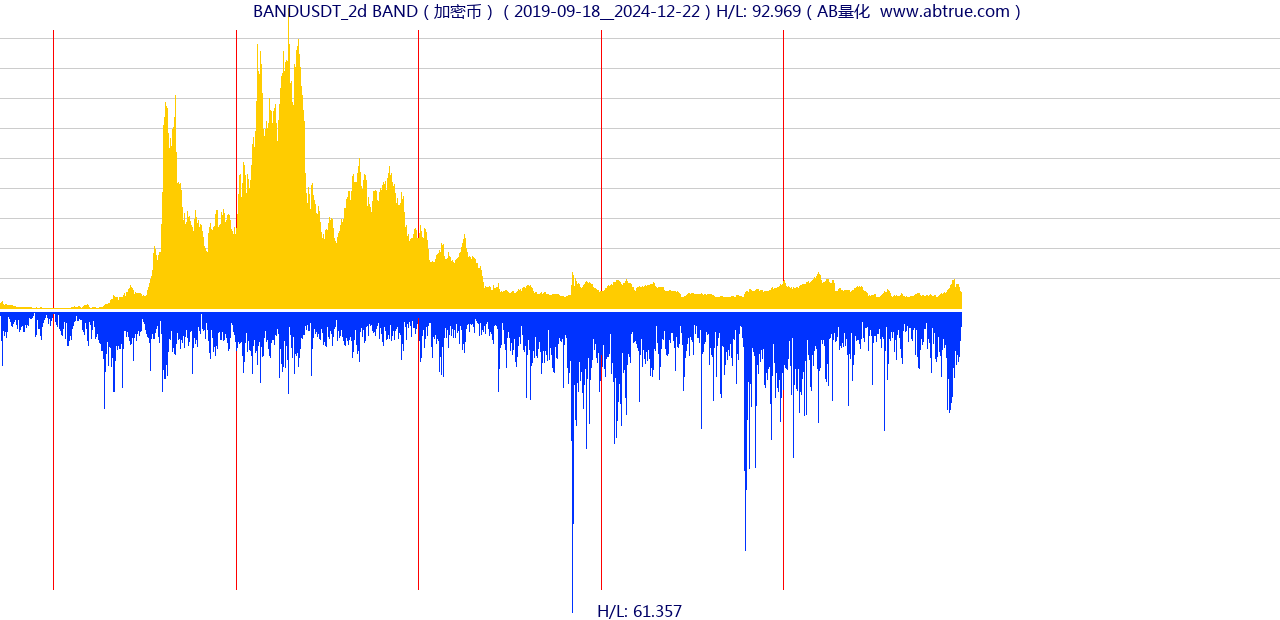 BANDUSDT_2d BAND（加密币）（2019-09-18__2024-12-22）H/L: 92.969（AB量化  www.abtrue.com）
H/L: 61.357